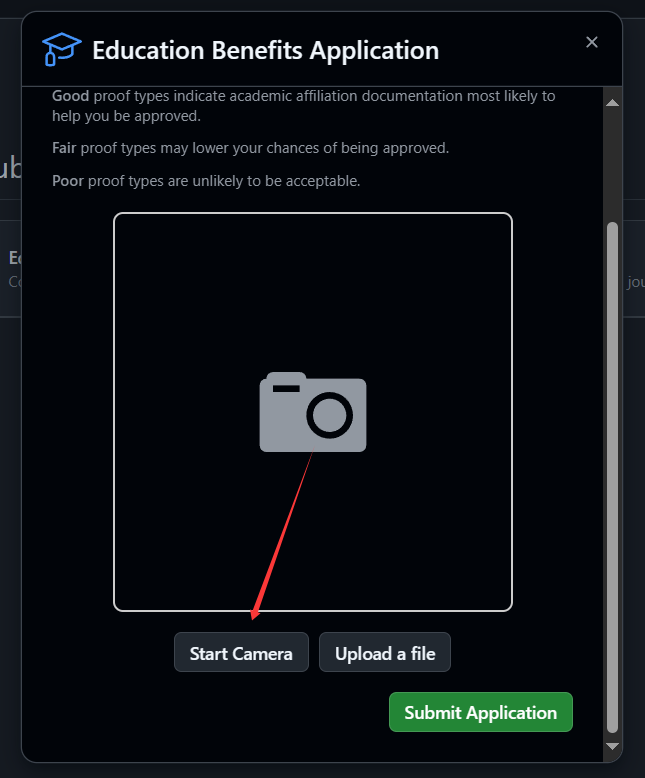 Education Benefits Application
Good proof types indicate academic affiliation documentation most likely to
help you be approved.
Fair proof types may lower your chances of being approved.
Poor proof types are unlikely to be acceptable.
Start Camera
Upload a file
Submit Application